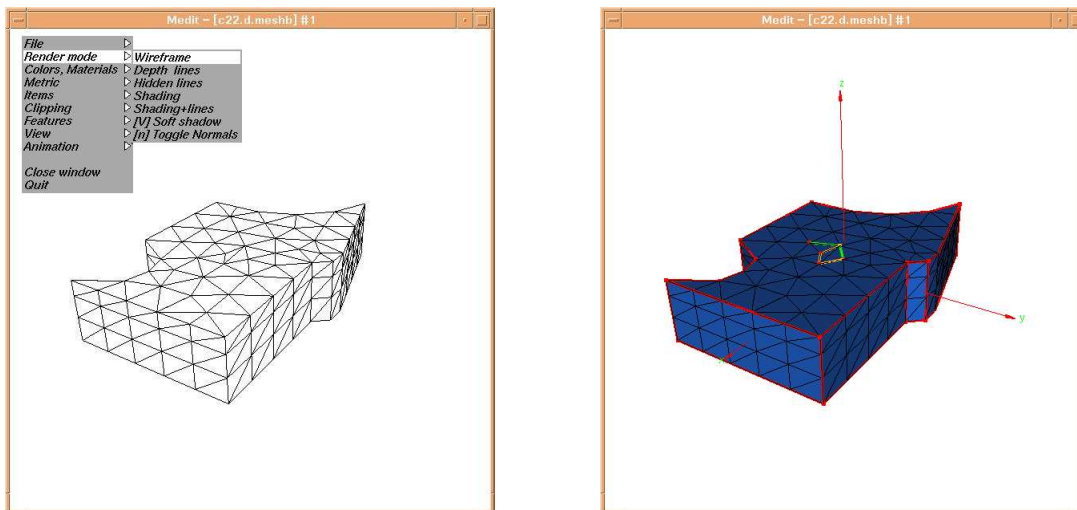 Medit - [c22.d.meshb] #1
File
Render mode
Colors, Materials
Metric
Items
Clipping
Features
View
Animation
Close window
Quit
Wireframe
Depth lines
Hidden lines
Shading
Shading+lines
[V] Soft shadow
[n] Toggle Normals
Medit - [c22.d.meshb] #1
z
y
x